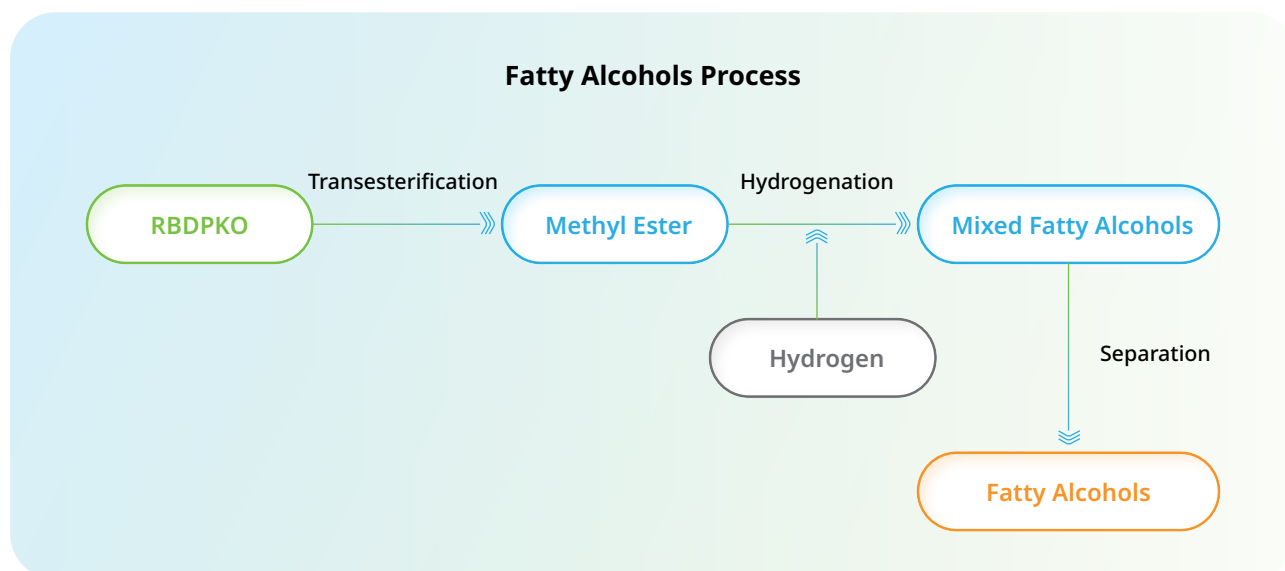 Fatty Alcohols Process
Transesterification
Hydrogenation
RBDPKO
Methyl Ester
Mixed Fatty Alcohols
Hydrogen
Separation
Fatty Alcohols